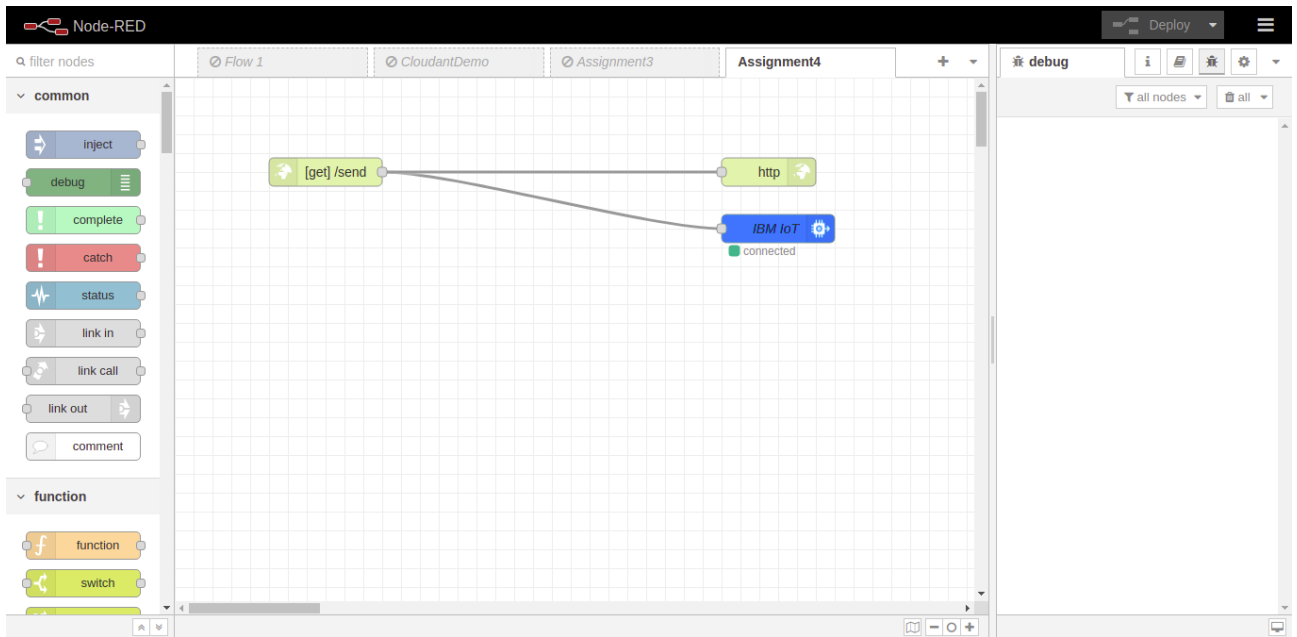 Node-RED
Deploy
filter nodes
Flow 1
CloudantDemo
Assignment3
Assignment4
debug
i
common
all nodes
all
inject
debug
complete
catch
status
link in
link call
link out
comment
[get] /send
http
IBM IoT
connected
function
function
switch